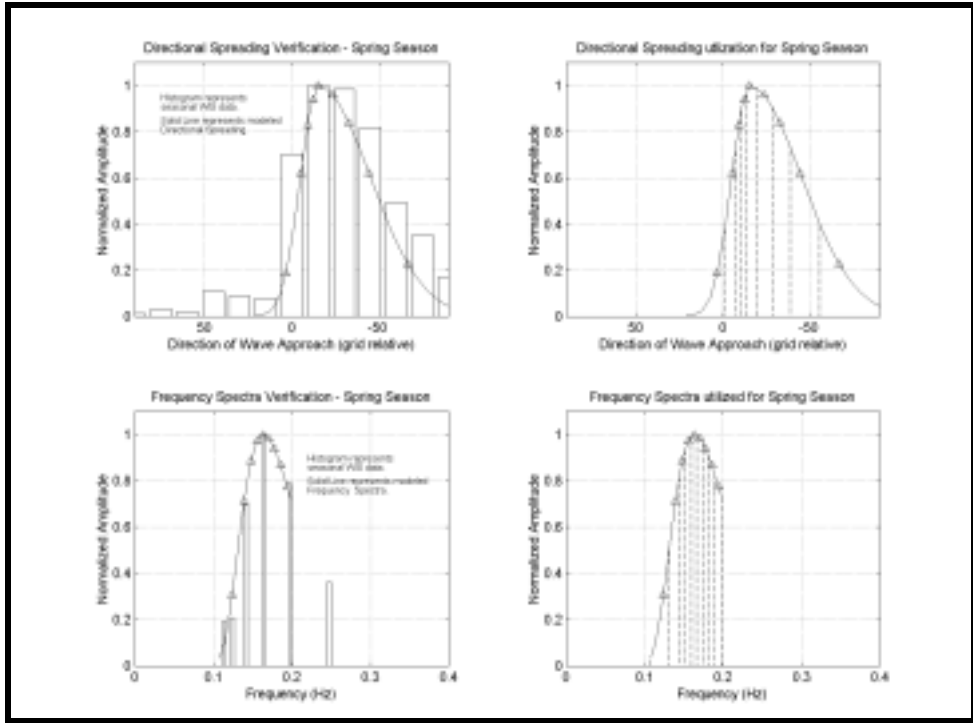 Directional Spreading Verification - Spring Season
Normalized Amplitude
1
0.8
0.6
0.4
0.2
0
Histogram represents
seasonal WIS data.
Solid Line represents modeled
Directional Spreading.
50
0
-50
Direction of Wave Approach (grid relative)
Directional Spreading utilization for Spring Season
Normalized Amplitude
1
0.8
0.6
0.4
0.2
0
50
0
-50
Direction of Wave Approach (grid relative)
Frequency Spectra Verification - Spring Season
Normalized Amplitude
1
0.8
0.6
0.4
0.2
0
Histogram represents
seasonal WIS data.
Solid Line represents modeled
Frequency Spectra.
0
0.1
0.2
0.3
0.4
Frequency (Hz)
Frequency Spectra utilized for Spring Season
Normalized Amplitude
1
0.8
0.6
0.4
0.2
0
0
0.1
0.2
0.3
0.4
Frequency (Hz)